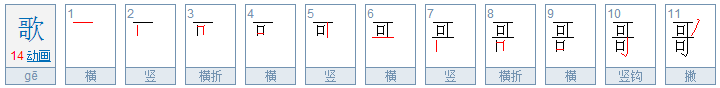 1 2 3 4 5 6 7 8 9 10 11
歌
14 动画
gē 横 竖 横折 横 竖 横 竖 横折 横 竖钩 撇